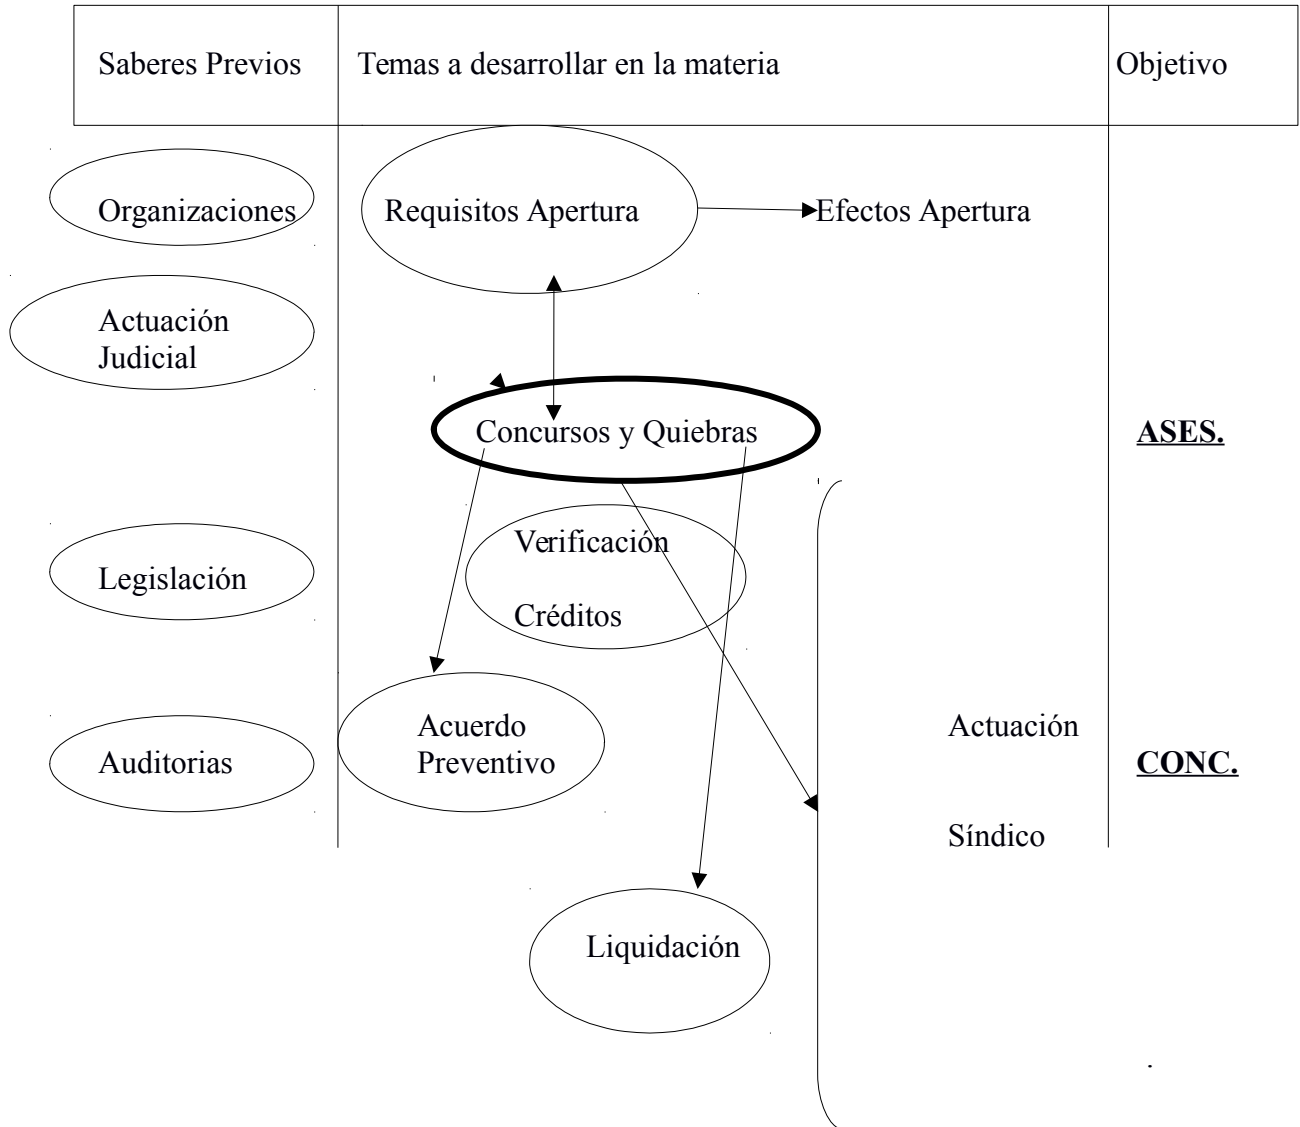 Saberes Previos
Temas a desarrollar en la materia
Objetivo
Organizaciones
Requisitos Apertura
Efectos Apertura
Actuación
Judicial
Concursos y Quiebras
ASES.
Verificación
Legislación
Créditos
Acuerdo
Preventivo
Actuación
Auditorias
CONC.
Síndico
Liquidación
.